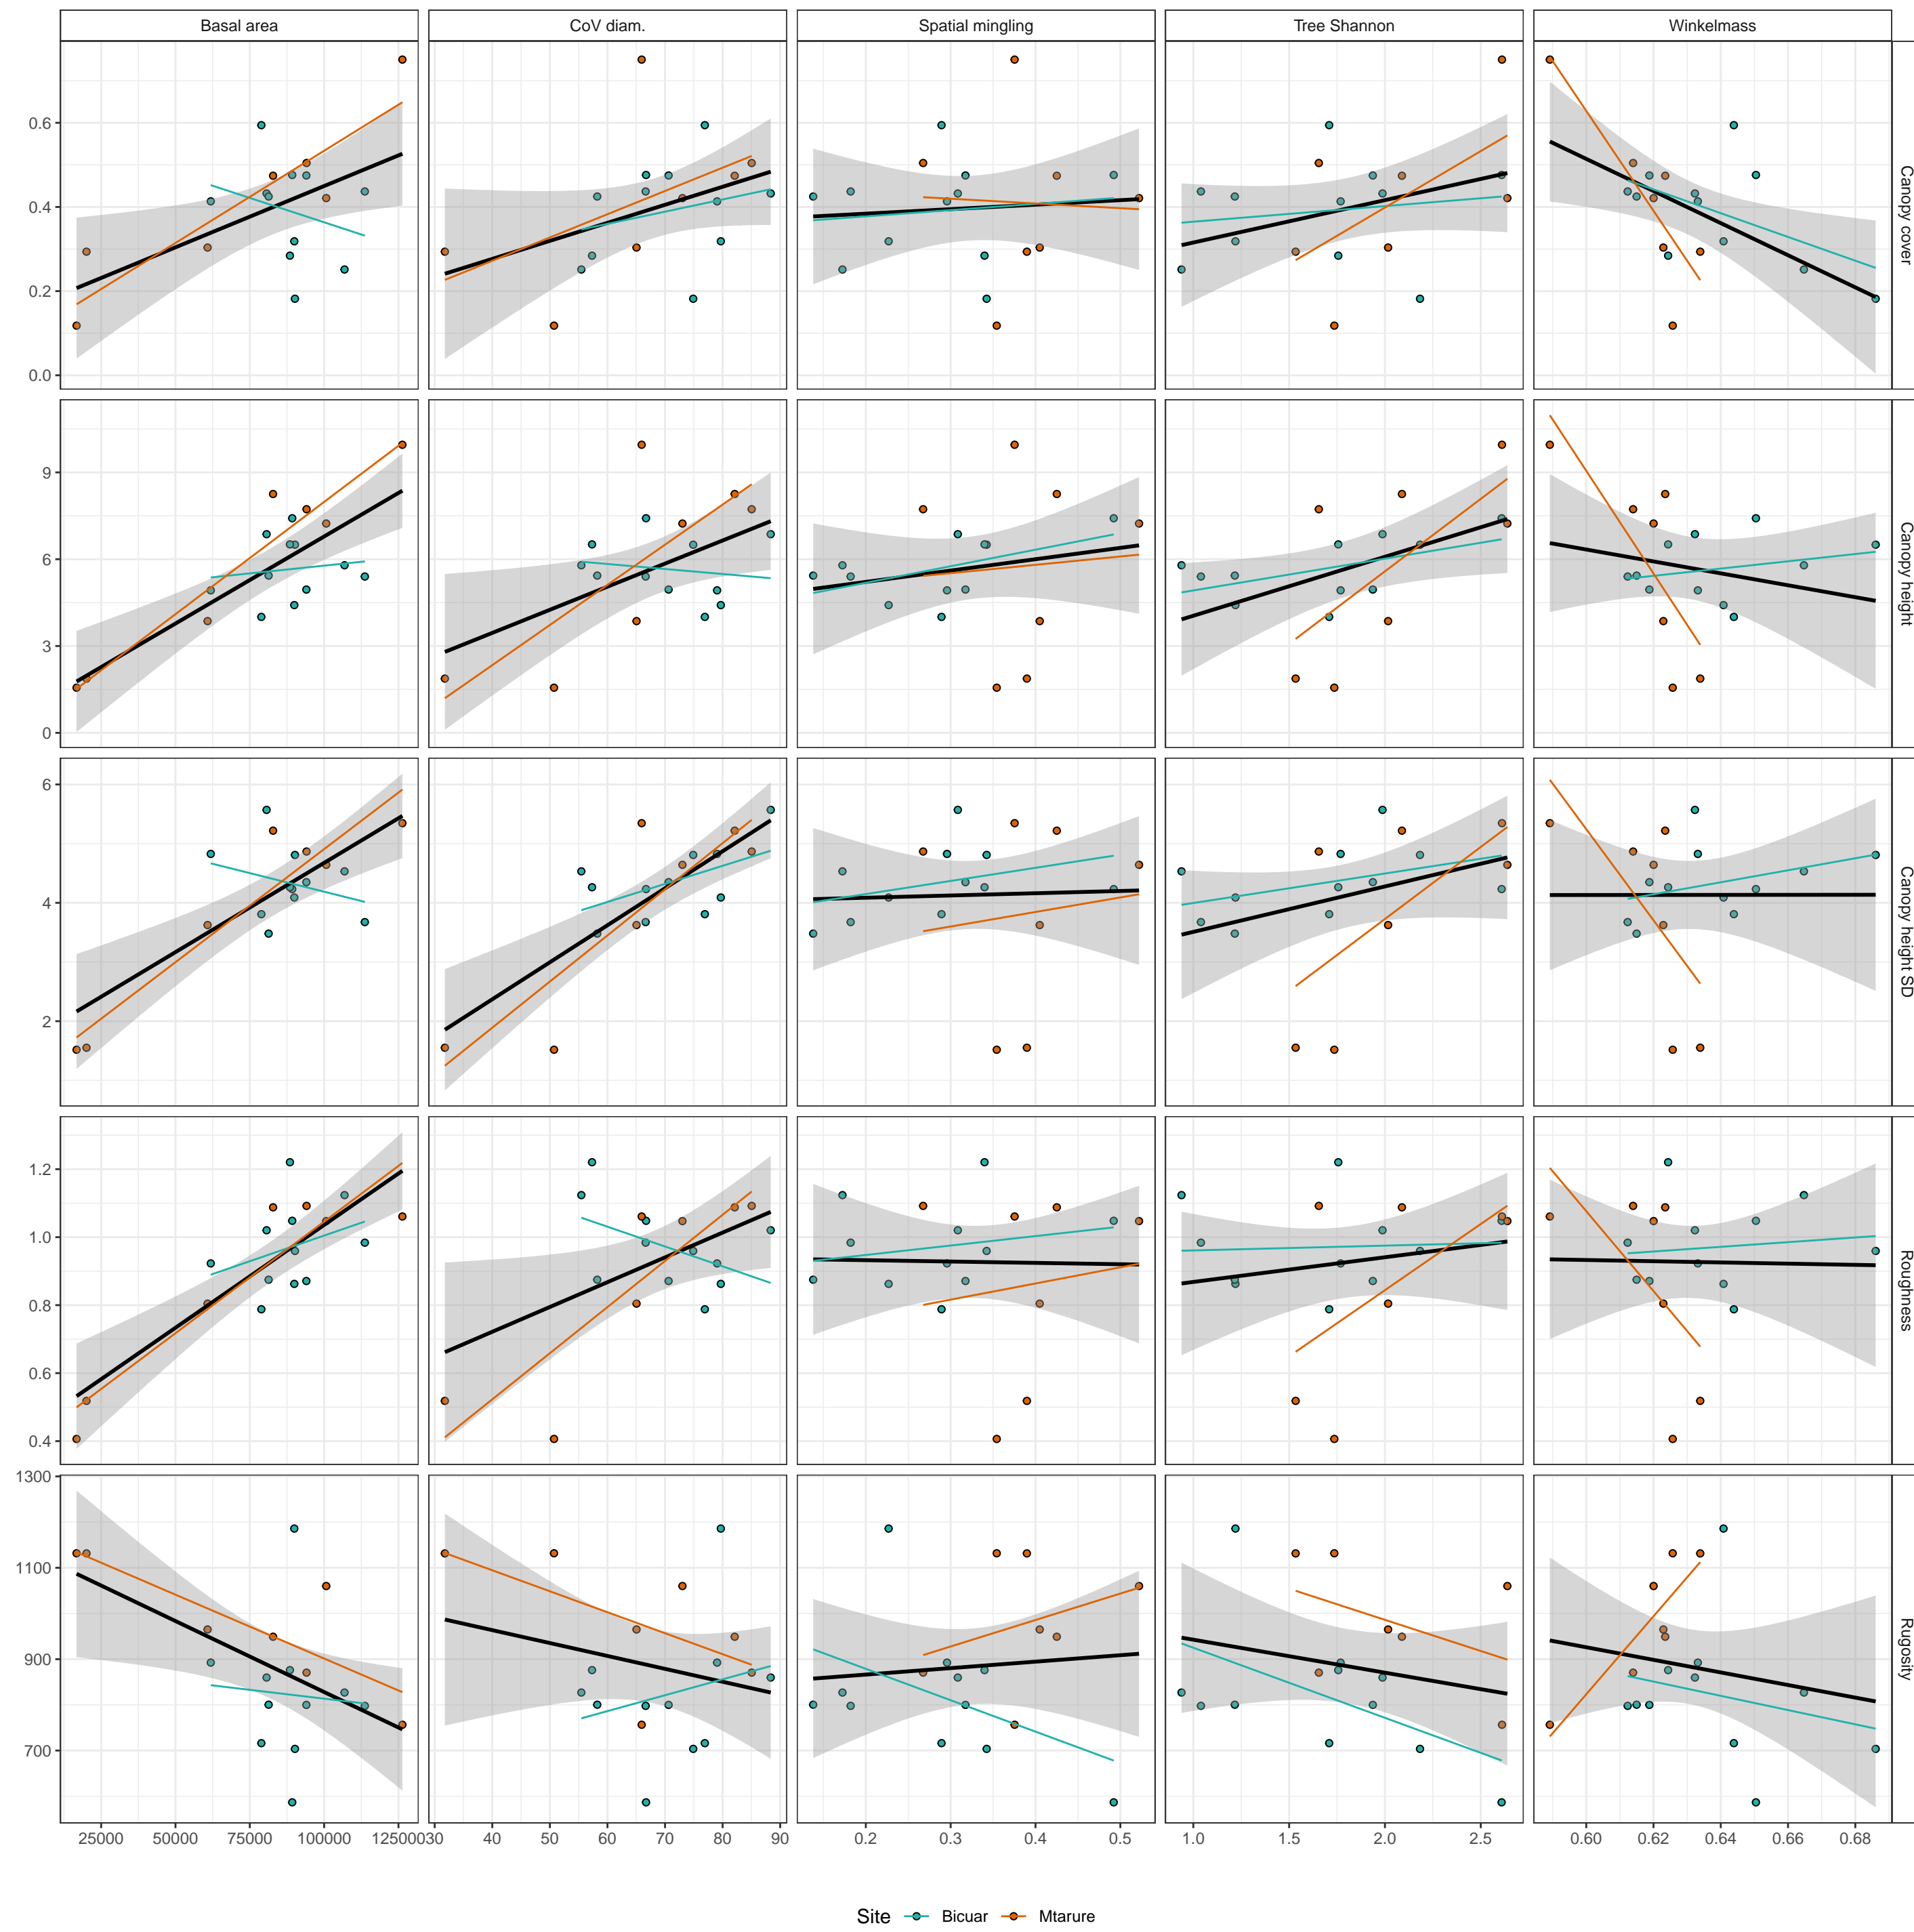 Basal area CoV diam. Spatial mingling Tree Shannon Winkelmass
0.6
0.4
0.2
0.0
Canopy cover
9
6
3
0
Canopy height
6
4
2
Canopy height SD
1.2
1.0
0.8
0.6
0.4
Roughness
1300
1100
900
700
Rugosity
25000 50000 75000 100000 125000 30 40 50 60 70 80 90 0.2 0.3 0.4 0.5 1.0 1.5 2.0 2.5 0.60 0.62 0.64 0.66 0.68
Site Bicuar Mtarure